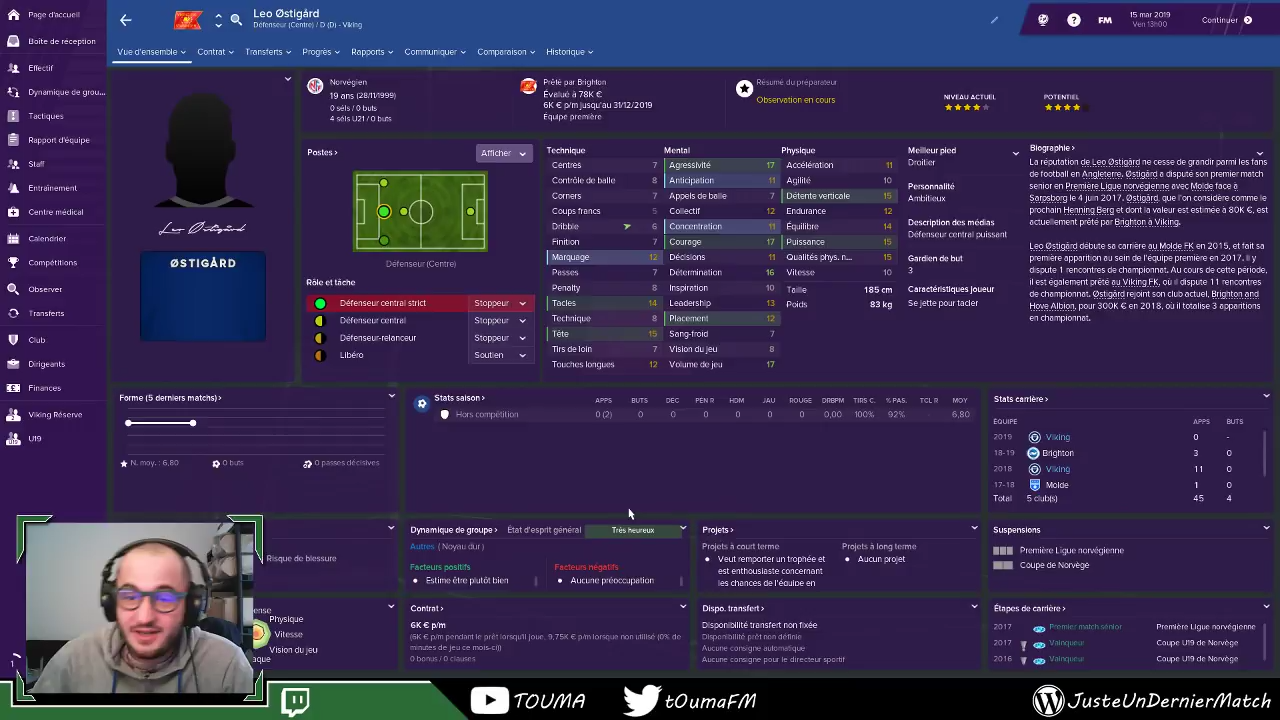 Page d'accueil
Boîte de réception
Effectif
Dynamique de grou...
Tactiques
Rapport d'équipe
Staff
Entraînement
Centre médical
Calendrier
Compétitions
Observer
Transferts
Club
Dirigeants
Finances
Viking Réserve
U19
Leo Østigård
Défenseur (Centre) / D (D) - Viking
FM
15 mar 2019
Ven 13h00
Continuer
Vue d'ensemble
Contrat
Transferts
Progrès
Rapports
Communiquer
Comparaison
Historique
Leo Østigård
ØSTIGÅRD
Norvégien
19 ans (28/11/1999)
0 séls / 0 buts
4 séls U21 / 0 buts
Prêté par Brighton
Évalué à 78K €
6K € p/m jusqu'au 31/12/2019
Équipe première
Résumé du préparateur
Observation en cours
NIVEAU ACTUEL
POTENTIEL
Postes
Afficher
Défenseur (Centre)
Rôle et tâche
Défenseur central strict Stoppeur
Défenseur central Stoppeur
Défenseur-relanceur Stoppeur
Libéro Soutien
Technique
Centres 7
Contrôle de balle 8
Corners 7
Coups francs 5
Dribble 6
Finition 7
Marquage 12
Passes 7
Penalty 8
Tacles 14
Technique 8
Tête 15
Tirs de loin 7
Touches longues 12
Mental
Agressivité 17
Anticipation 11
Appels de balle 7
Collectif 12
Concentration 11
Courage 17
Décisions 11
Détermination 16
Inspiration 10
Leadership 13
Placement 12
Sang-froid 7
Vision du jeu 8
Volume de jeu 17
Physique
Accélération 11
Agilité 10
Détente verticale 15
Endurance 12
Équilibre 14
Puissance 15
Qualités phys. n... 15
Vitesse 10
Taille 185 cm
Poids 83 kg
Meilleur pied
Droitier
Personnalité
Ambitieux
Description des médias
Défenseur central puissant
Gardien de but
3
Caractéristiques joueur
Se jette pour tacler
Biographie
La réputation de Leo Østigård ne cesse de grandir parmi les fans
de football en Angleterre. Østigård a disputé son premier match
senior en Première Ligue norvégienne avec Molde face à
Sarpsborg le 4 juin 2017. Østigård, que l'on considère comme le
prochain Henning Berg et dont la valeur est estimée à 80K €, est
actuellement prêté par Brighton à Viking.
Leo Østigård débute sa carrière au Molde FK en 2015, et fait sa
première apparition au sein de l'équipe première en 2017. Il y
dispute 1 rencontres de championnat. Au cours de cette période,
il est également prêté au Viking FK, où il dispute 11 rencontres
de championnat. Østigård rejoint son club actuel, Brighton and
Hove Albion, pour 300K € en 2018, où il totalise 3 apparitions
en championnat.
Forme (5 derniers matchs)
N. moy. : 6,80
0 buts
0 passes décisives
Stats saison
APPS BUTS DÉC PEN R HDM JAU ROUGE DRBPM TIRS C. % PAS. TCL R MOY
Hors compétition 0 (2) 0 0 0 0 0 0 0,00 100% 92% - 6,80
Stats carrière
ÉQUIPE APPS BUTS
2019 Viking 0 -
18-19 Brighton 3 0
2018 Viking 11 0
17-18 Molde 1 0
Total 5 club(s) 45 4
Risque de blessure
Physique
Vitesse
Vision du jeu
Dynamique de groupe
État d'esprit général
Très heureux
Autres ( Noyau dur )
Facteurs positifs
Estime être plutôt bien
Facteurs négatifs
Aucune préoccupation
Projets
Projets à court terme
Veut remporter un trophée et
est enthousiaste concernant
les chances de l'équipe en
Projets à long terme
Aucun projet
Suspensions
Première Ligue norvégienne
Coupe de Norvège
Contrat
6K € p/m
(6K € p/m pendant le prêt lorsqu'il joue. 9,75K € p/m lorsque non utilisé (0% de
minutes de jeu ce mois-ci))
0 bonus / 0 clauses
Dispo. transfert
Disponibilité transfert non fixée
Disponibilité prêt non définie
Aucune consigne automatique
Aucune consigne pour le directeur sportif
Étapes de carrière
2017 Premier match sénior Première Ligue norvégienne
2017 Vainqueur Coupe U19 de Norvège
2016 Vainqueur Coupe U19 de Norvège
TOUMA
tOumaFM
JusteUnDernierMatch